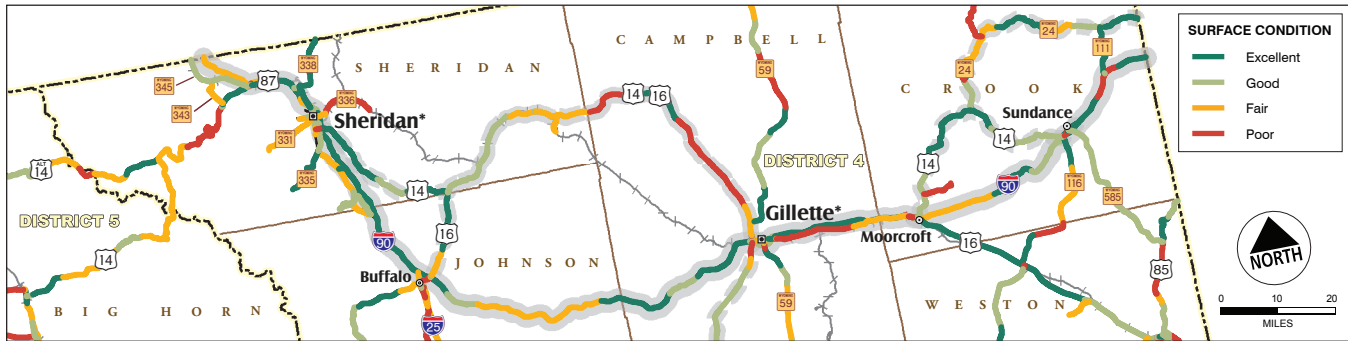 SURFACE CONDITION
Excellent
Good
Fair
Poor
CAMPBELL
SHERIDAN
CROOK
JOHNSON
BIG HORN
WESTON
DISTRICT 4
DISTRICT 5
Sheridan*
Gillette*
Buffalo
Moorcroft
Sundance
345
343
87
338
336
331
335
ALT
14
14
14
90
16
25
14 16
59
59
24
24
111
14
14
90
116
585
16
85
NORTH
0 10 20
MILES